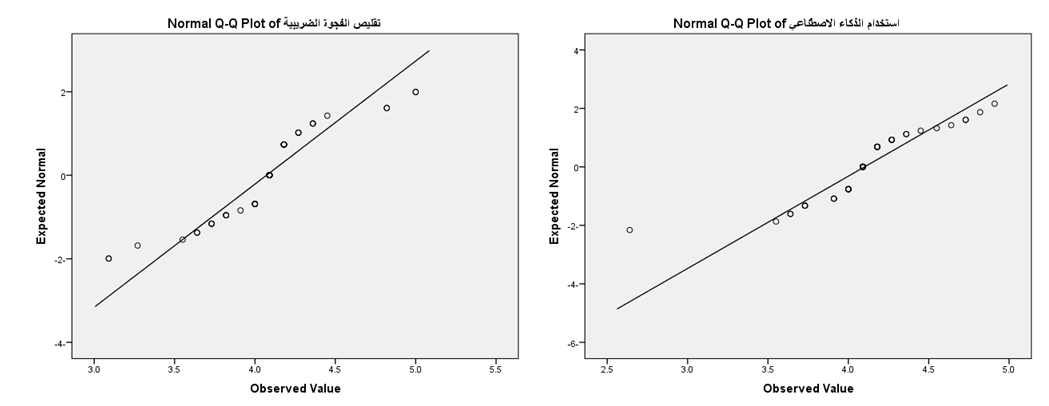 Normal Q-Q Plot of تقليص الفجوة الضريبية
Expected Normal
2
0
-2
-4
3.0 3.5 4.0 4.5 5.0 5.5
Observed Value
Normal Q-Q Plot of استخدام الذكاء الاصطناعي
Expected Normal
4
2
0
-2
-4
-6
2.5 3.0 3.5 4.0 4.5 5.0
Observed Value